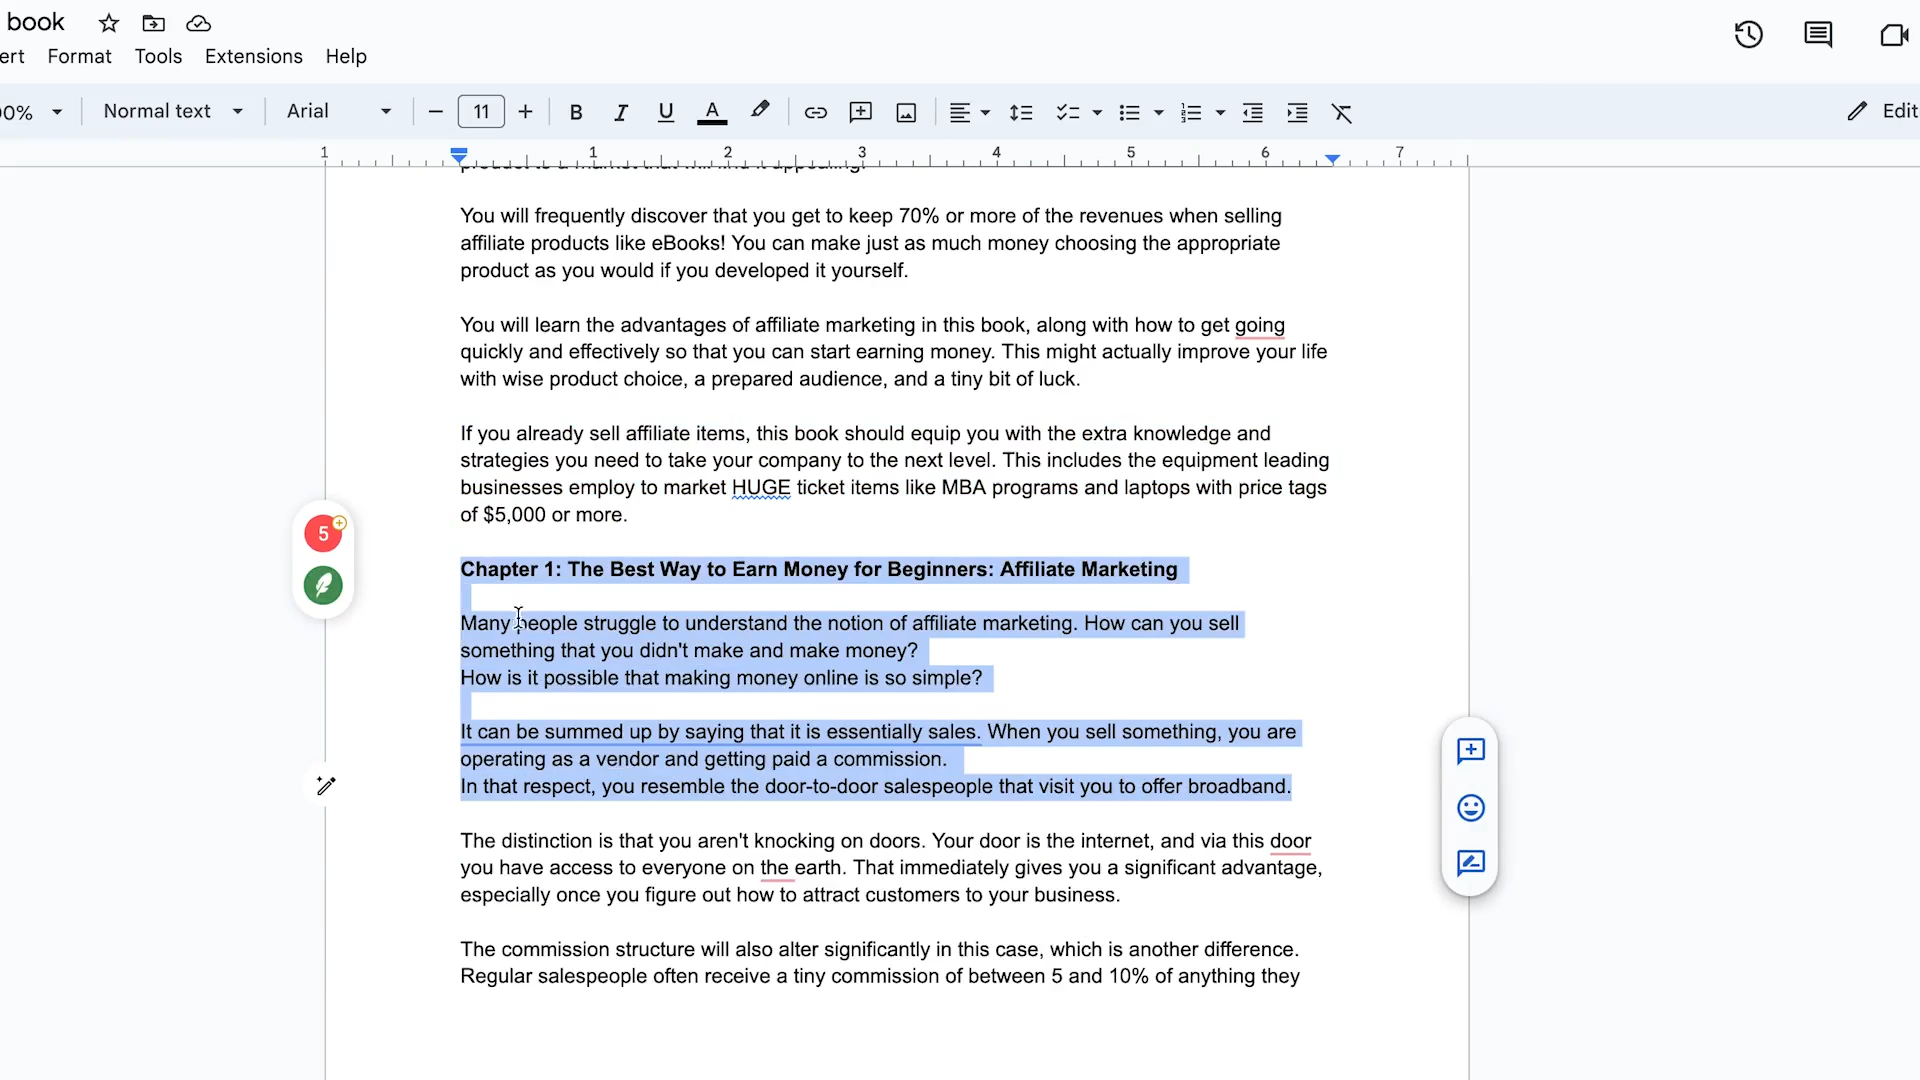 book
ert Format Tools Extensions Help
00% Normal text Arial 11 B I U A Edit
1 1 2 3 4 5 6 7
You will frequently discover that you get to keep 70% or more of the revenues when selling
affiliate products like eBooks! You can make just as much money choosing the appropriate
product as you would if you developed it yourself.
You will learn the advantages of affiliate marketing in this book, along with how to get going
quickly and effectively so that you can start earning money. This might actually improve your life
with wise product choice, a prepared audience, and a tiny bit of luck.
If you already sell affiliate items, this book should equip you with the extra knowledge and
strategies you need to take your company to the next level. This includes the equipment leading
businesses employ to market HUGE ticket items like MBA programs and laptops with price tags
of $5,000 or more.
5
Chapter 1: The Best Way to Earn Money for Beginners: Affiliate Marketing
Many people struggle to understand the notion of affiliate marketing. How can you sell
something that you didn't make and make money?
How is it possible that making money online is so simple?
It can be summed up by saying that it is essentially sales. When you sell something, you are
operating as a vendor and getting paid a commission.
In that respect, you resemble the door-to-door salespeople that visit you to offer broadband.
The distinction is that you aren't knocking on doors. Your door is the internet, and via this door
you have access to everyone on the earth. That immediately gives you a significant advantage,
especially once you figure out how to attract customers to your business.
The commission structure will also alter significantly in this case, which is another difference.
Regular salespeople often receive a tiny commission of between 5 and 10% of anything they